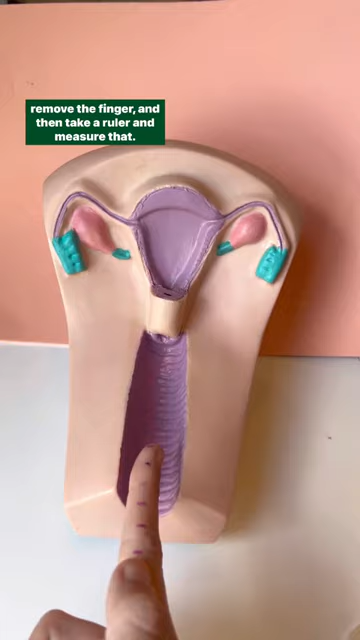 remove the finger, and
then take a ruler and
measure that.